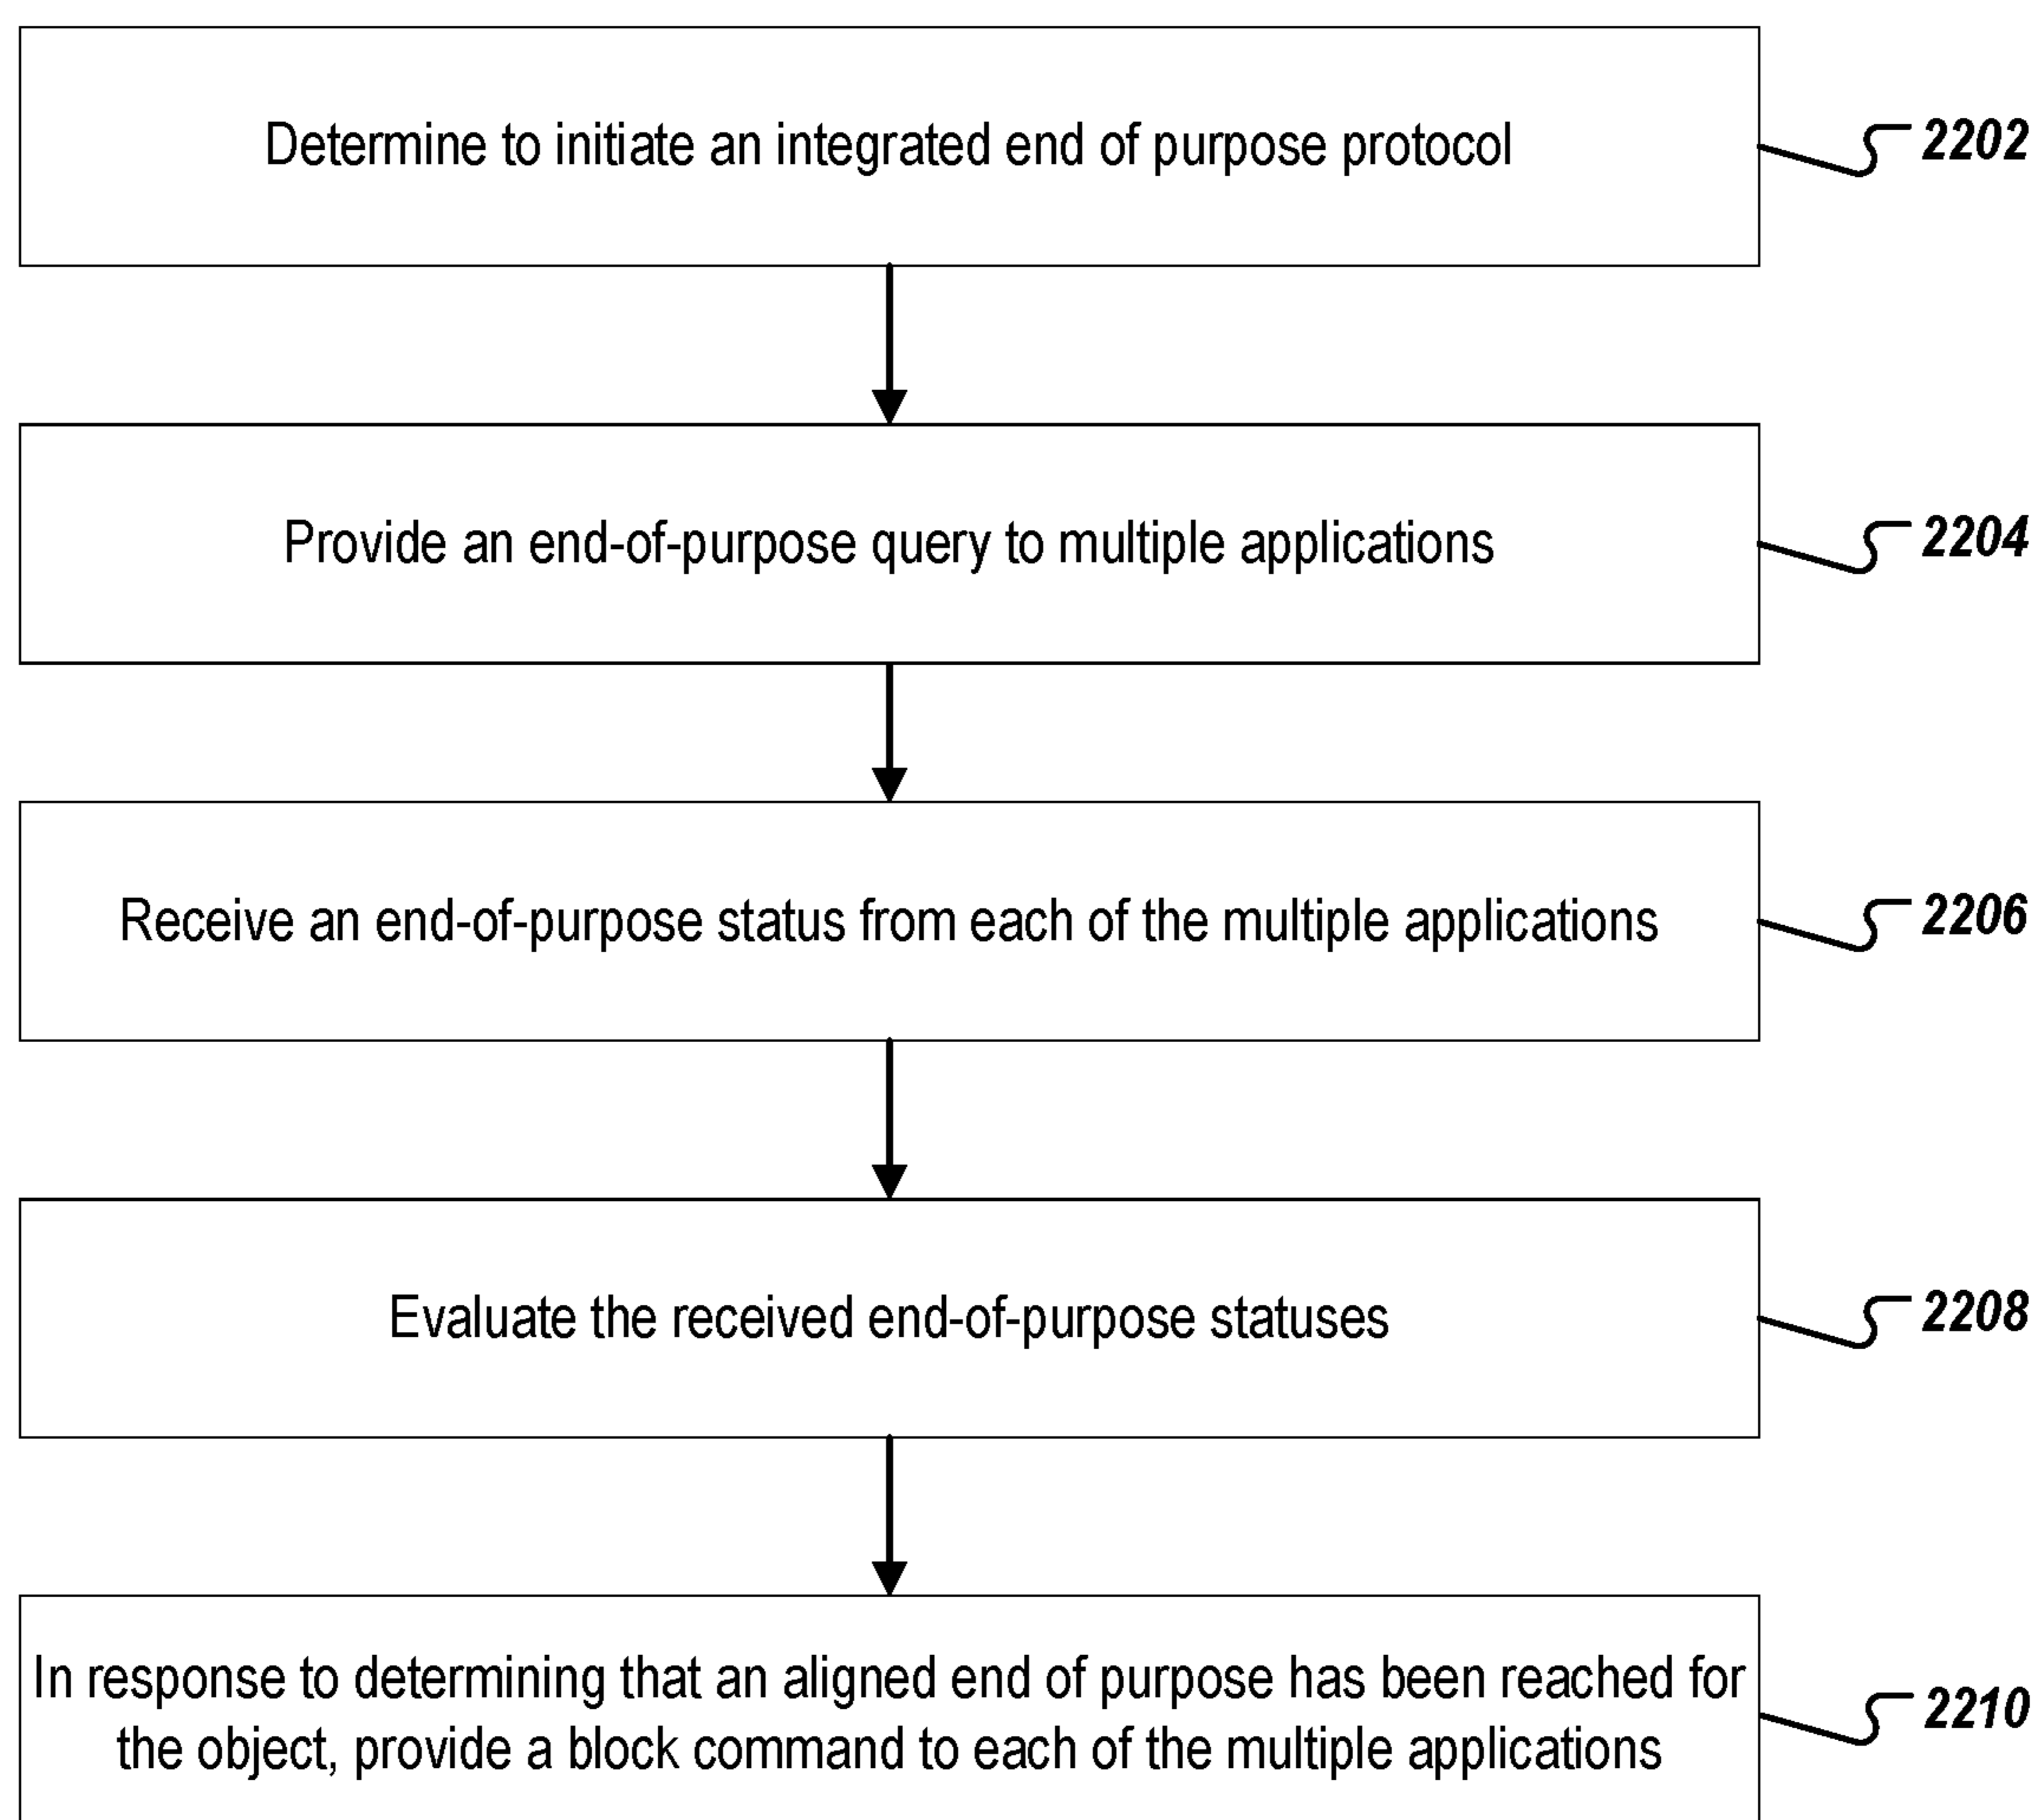 Determine to initiate an integrated end of purpose protocol
2202
Provide an end-of-purpose query to multiple applications
2204
Receive an end-of-purpose status from each of the multiple applications
2206
Evaluate the received end-of-purpose statuses
2208
In response to determining that an aligned end of purpose has been reached for
the object, provide a block command to each of the multiple applications
2210